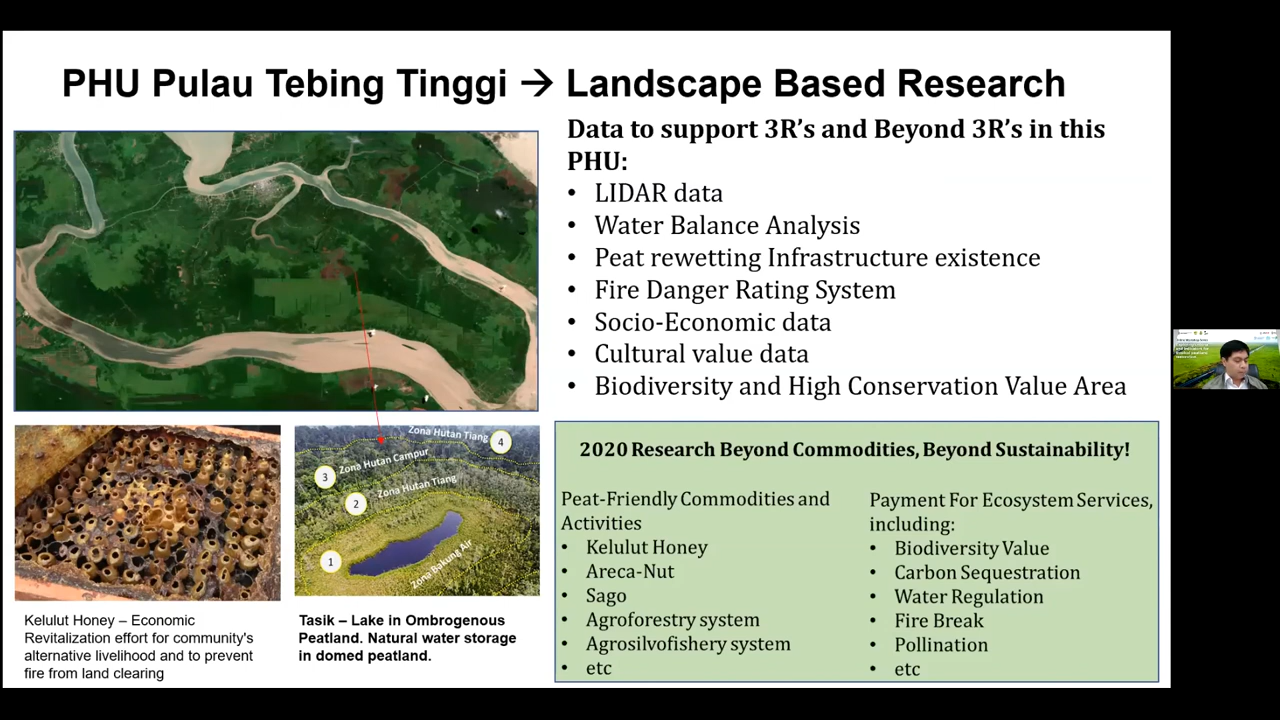 PHU Pulau Tebing Tinggi → Landscape Based Research
Data to support 3R’s and Beyond 3R’s in this
PHU:
• LIDAR data
• Water Balance Analysis
• Peat rewetting Infrastructure existence
• Fire Danger Rating System
• Socio-Economic data
• Cultural value data
• Biodiversity and High Conservation Value Area
Zona Hutan Tiang
4
3
Zona Hutan Campur
2
Zona Hutan Tiang
1
Zona Bakung Air
Kelulut Honey – Economic
Revitalization effort for community's
alternative livelihood and to prevent
fire from land clearing
Tasik – Lake in Ombrogenous
Peatland. Natural water storage
in domed peatland.
2020 Research Beyond Commodities, Beyond Sustainability!
Peat-Friendly Commodities and
Activities
• Kelulut Honey
• Areca-Nut
• Sago
• Agroforestry system
• Agrosilvofishery system
• etc
Payment For Ecosystem Services,
including:
• Biodiversity Value
• Carbon Sequestration
• Water Regulation
• Fire Break
• Pollination
• etc